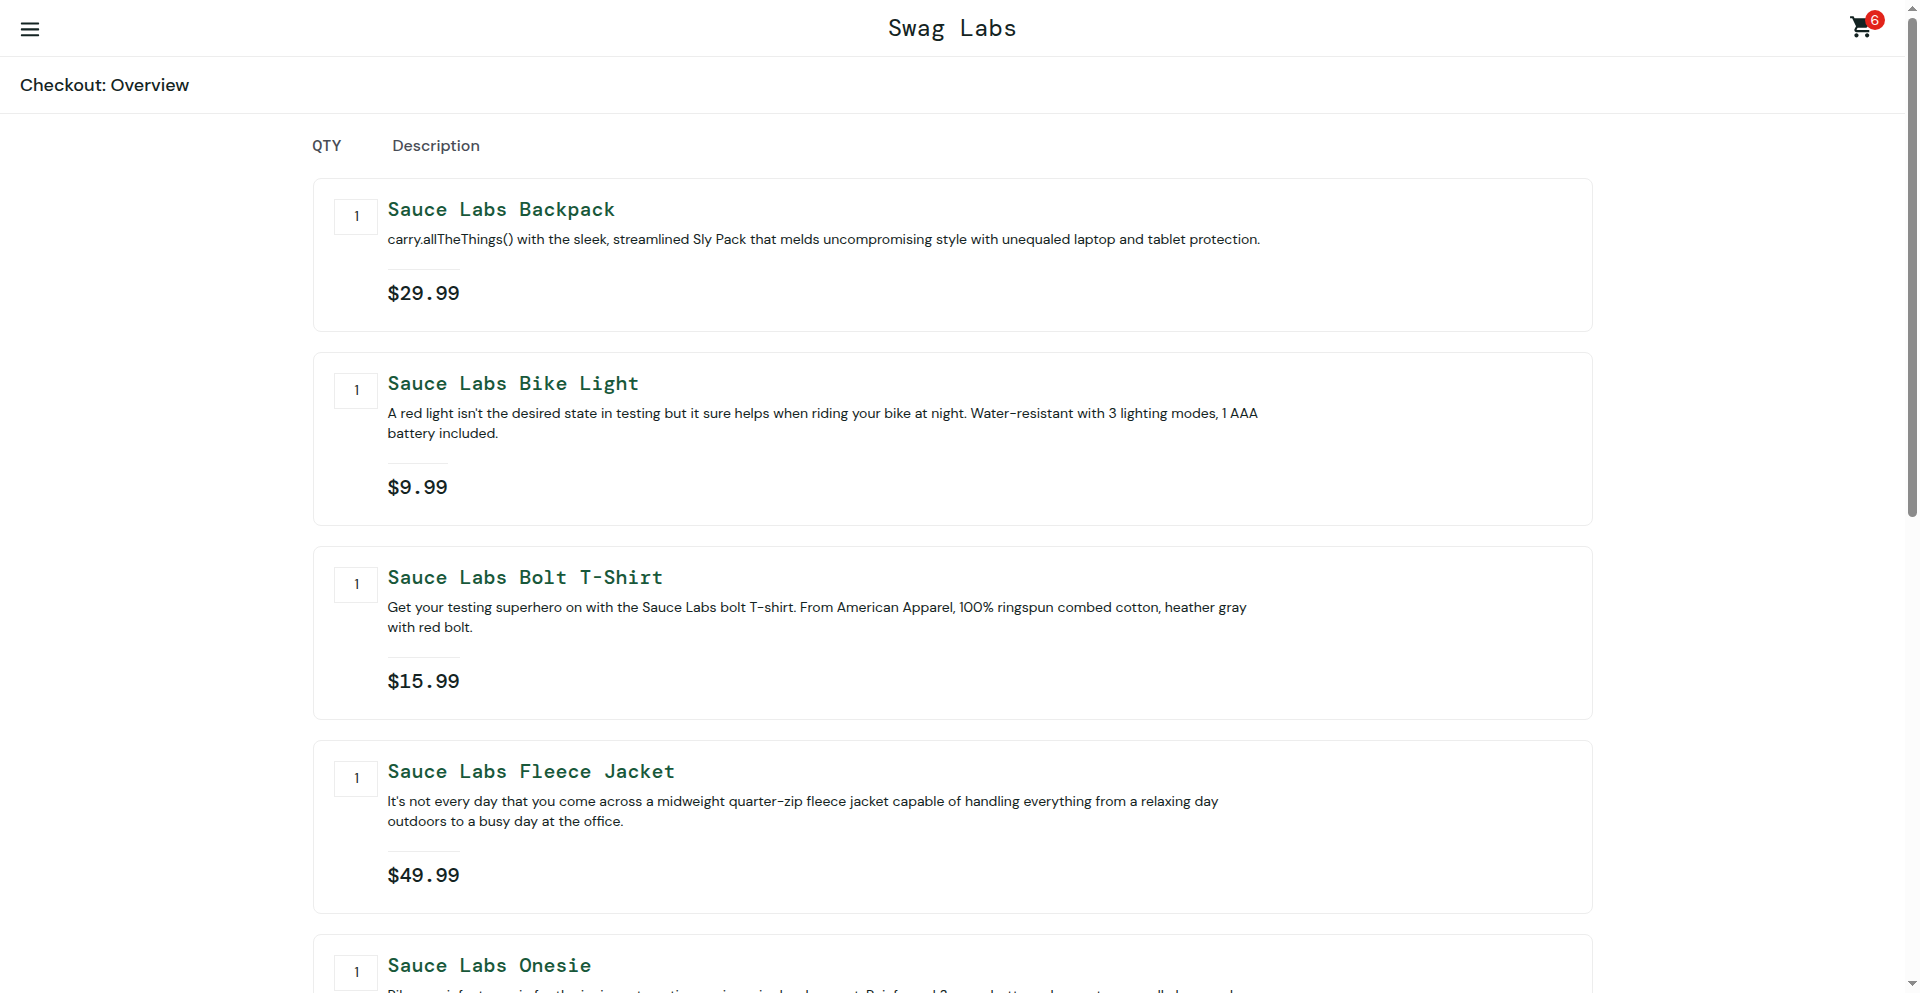 Swag Labs
6
Checkout: Overview
QTY Description
1 Sauce Labs Backpack
carry.allTheThings() with the sleek, streamlined Sly Pack that melds uncompromising style with unequaled laptop and tablet protection.
$29.99
1 Sauce Labs Bike Light
A red light isn't the desired state in testing but it sure helps when riding your bike at night. Water-resistant with 3 lighting modes, 1 AAA
battery included.
$9.99
1 Sauce Labs Bolt T-Shirt
Get your testing superhero on with the Sauce Labs bolt T-shirt. From American Apparel, 100% ringspun combed cotton, heather gray
with red bolt.
$15.99
1 Sauce Labs Fleece Jacket
It's not every day that you come across a midweight quarter-zip fleece jacket capable of handling everything from a relaxing day
outdoors to a busy day at the office.
$49.99
1 Sauce Labs Onesie